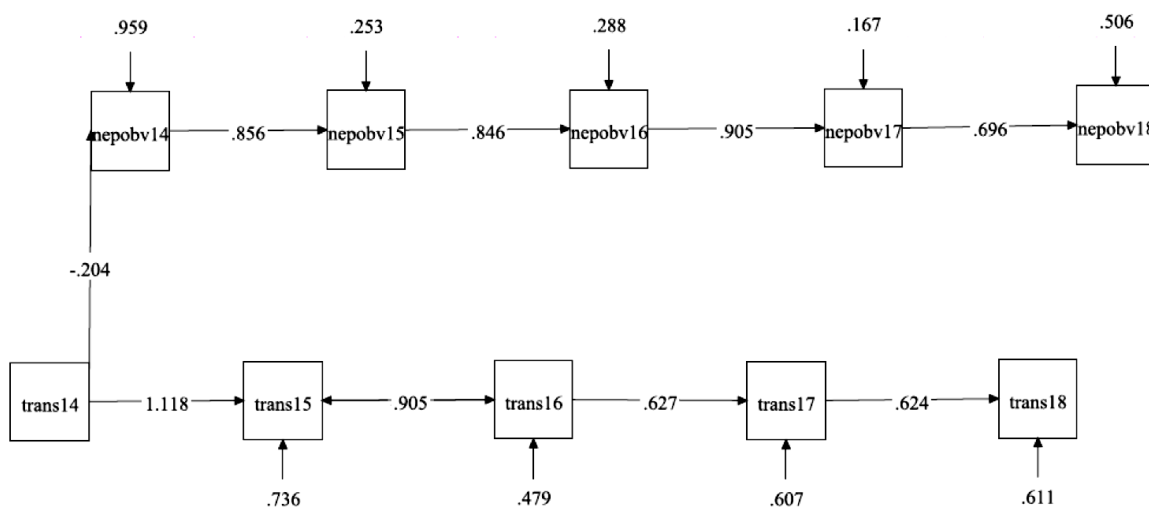 .959 .253 .288 .167 .506
nepobv14 .856 nepobv15 .846 nepobv16 .905 nepobv17 .696 nepobv18
-.204
trans14 1.118 trans15 .905 trans16 .627 trans17 .624 trans18
.736 .479 .607 .611